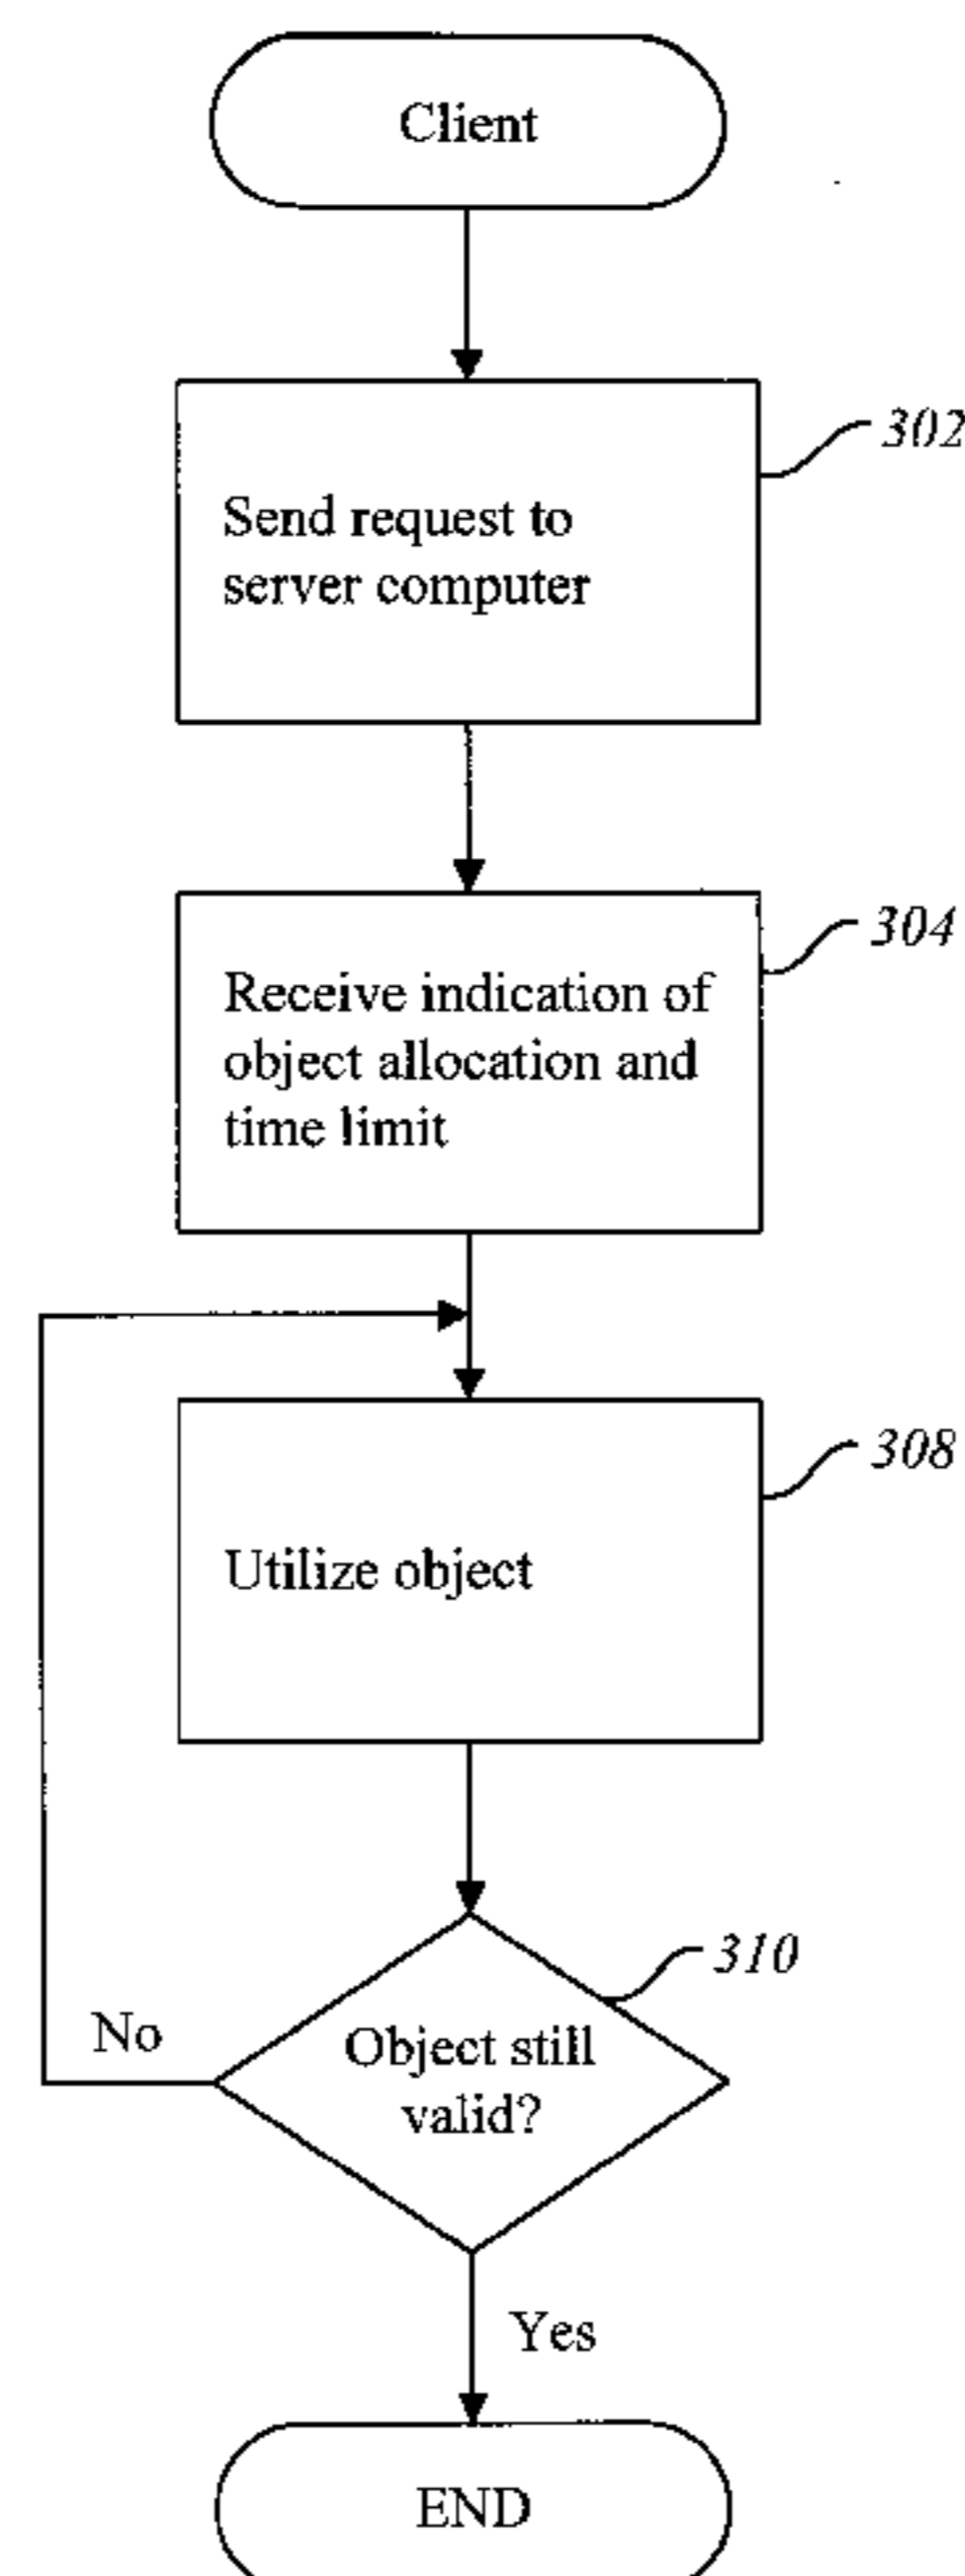 Client
302
Send request to
server computer
304
Receive indication of
object allocation and
time limit
308
Utilize object
310
Object still
valid?
No
Yes
END